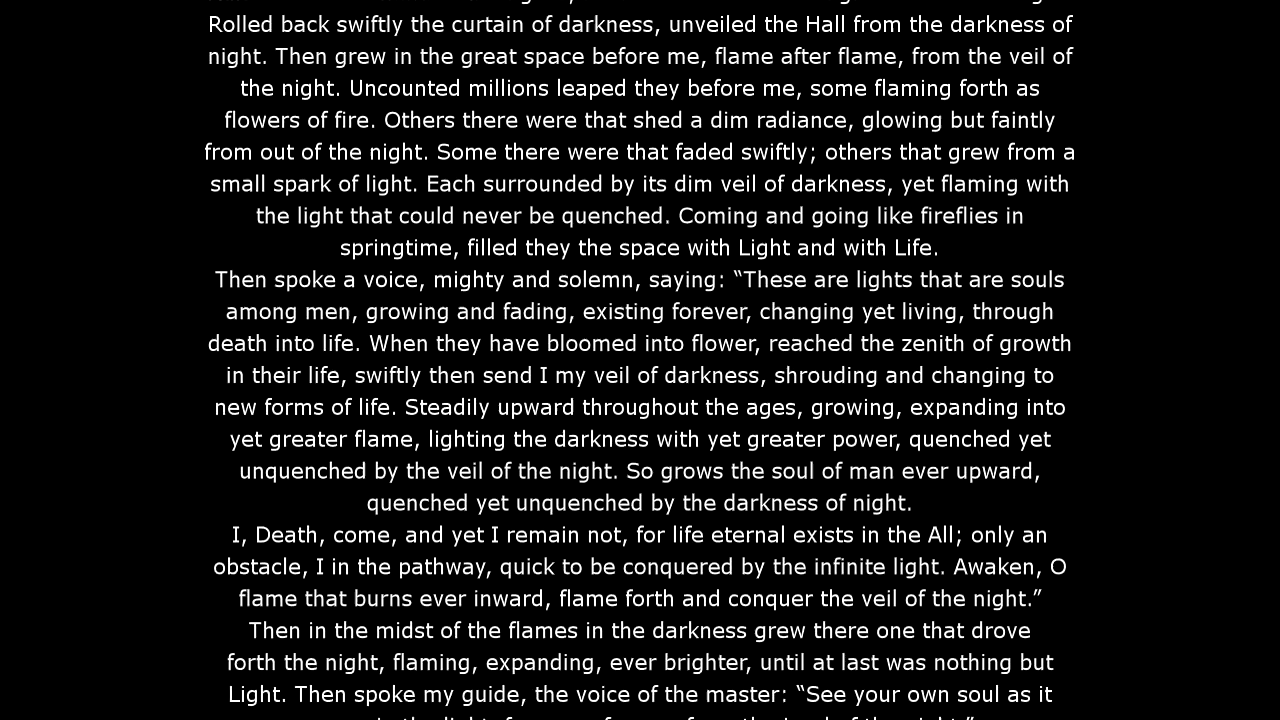 Rolled back swiftly the curtain of darkness, unveiled the Hall from the darkness of
night. Then grew in the great space before me, flame after flame, from the veil of
the night. Uncounted millions leaped they before me, some flaming forth as
flowers of fire. Others there were that shed a dim radiance, glowing but faintly
from out of the night. Some there were that faded swiftly; others that grew from a
small spark of light. Each surrounded by its dim veil of darkness, yet flaming with
the light that could never be quenched. Coming and going like fireflies in
springtime, filled they the space with Light and with Life.
Then spoke a voice, mighty and solemn, saying: “These are lights that are souls
among men, growing and fading, existing forever, changing yet living, through
death into life. When they have bloomed into flower, reached the zenith of growth
in their life, swiftly then send I my veil of darkness, shrouding and changing to
new forms of life. Steadily upward throughout the ages, growing, expanding into
yet greater flame, lighting the darkness with yet greater power, quenched yet
unquenched by the veil of the night. So grows the soul of man ever upward,
quenched yet unquenched by the darkness of night.
I, Death, come, and yet I remain not, for life eternal exists in the All; only an
obstacle, I in the pathway, quick to be conquered by the infinite light. Awaken, O
flame that burns ever inward, flame forth and conquer the veil of the night.”
Then in the midst of the flames in the darkness grew there one that drove
forth the night, flaming, expanding, ever brighter, until at last was nothing but
Light. Then spoke my guide, the voice of the master: “See your own soul as it